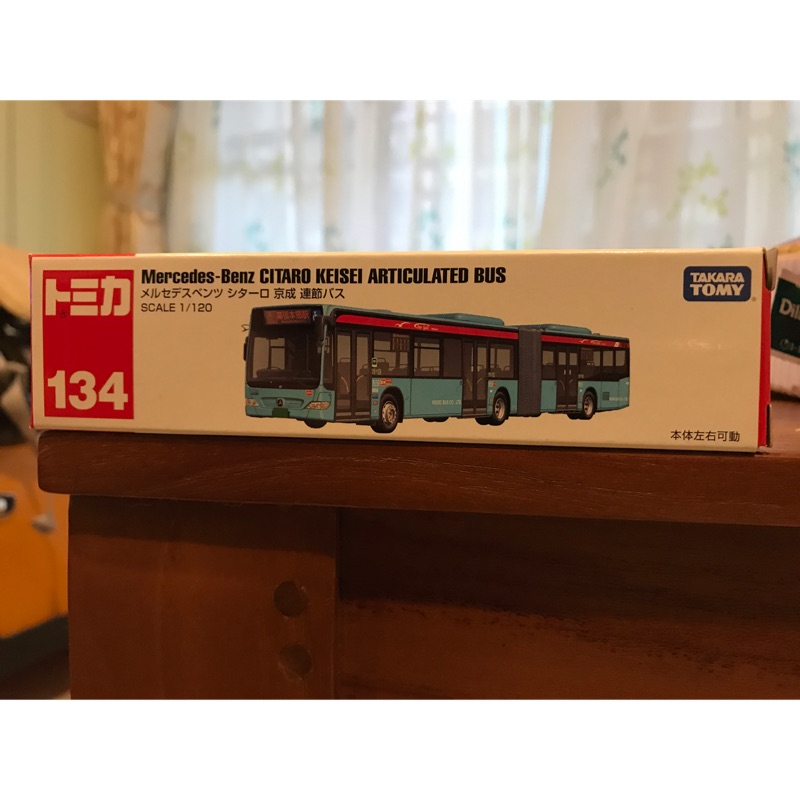 トミカ
134
Mercedes-Benz CITARO KEISEI ARTICULATED BUS
メルセデスベンツ シターロ 京成 連節バス
SCALE 1/120
TAKARA
TOMY
本体左右可動